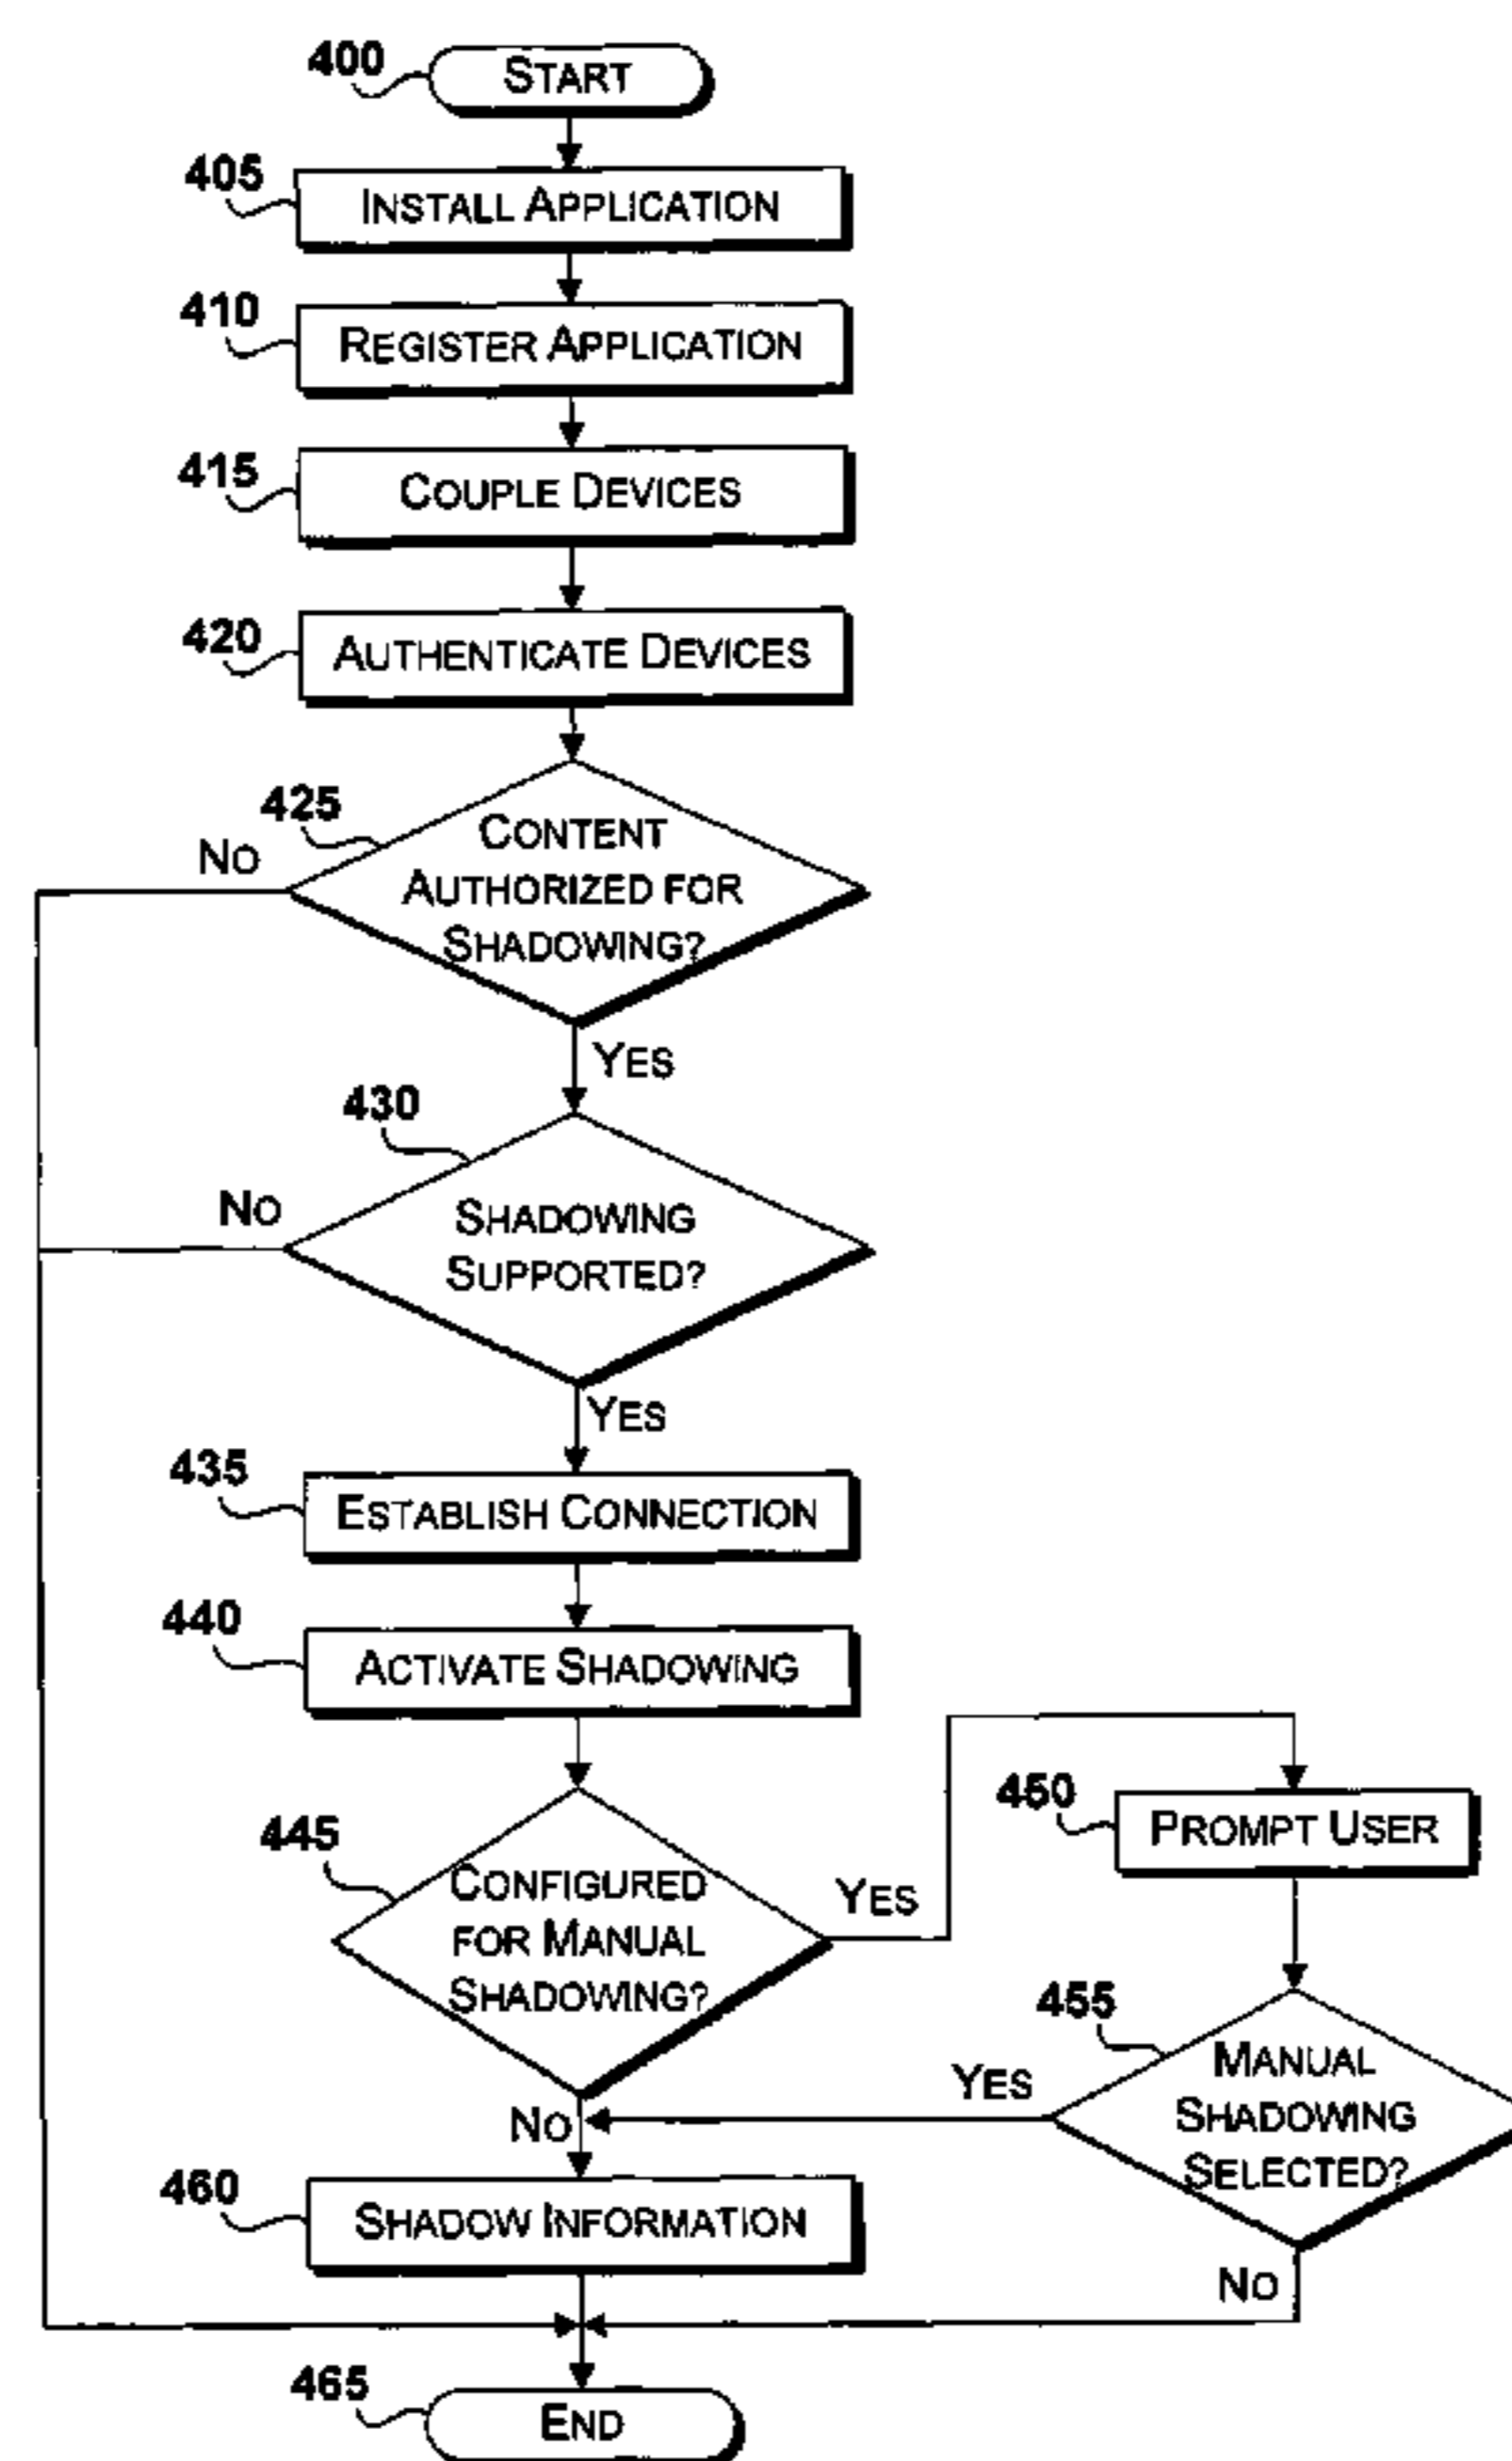 400
START
405
INSTALL APPLICATION
410
REGISTER APPLICATION
415
COUPLE DEVICES
420
AUTHENTICATE DEVICES
425
NO
CONTENT
AUTHORIZED FOR
SHADOWING?
YES
430
NO
SHADOWING
SUPPORTED?
YES
435
ESTABLISH CONNECTION
440
ACTIVATE SHADOWING
445
CONFIGURED
FOR MANUAL
SHADOWING?
YES
450
PROMPT USER
455
MANUAL
SHADOWING
SELECTED?
YES
NO
NO
460
SHADOW INFORMATION
465
END